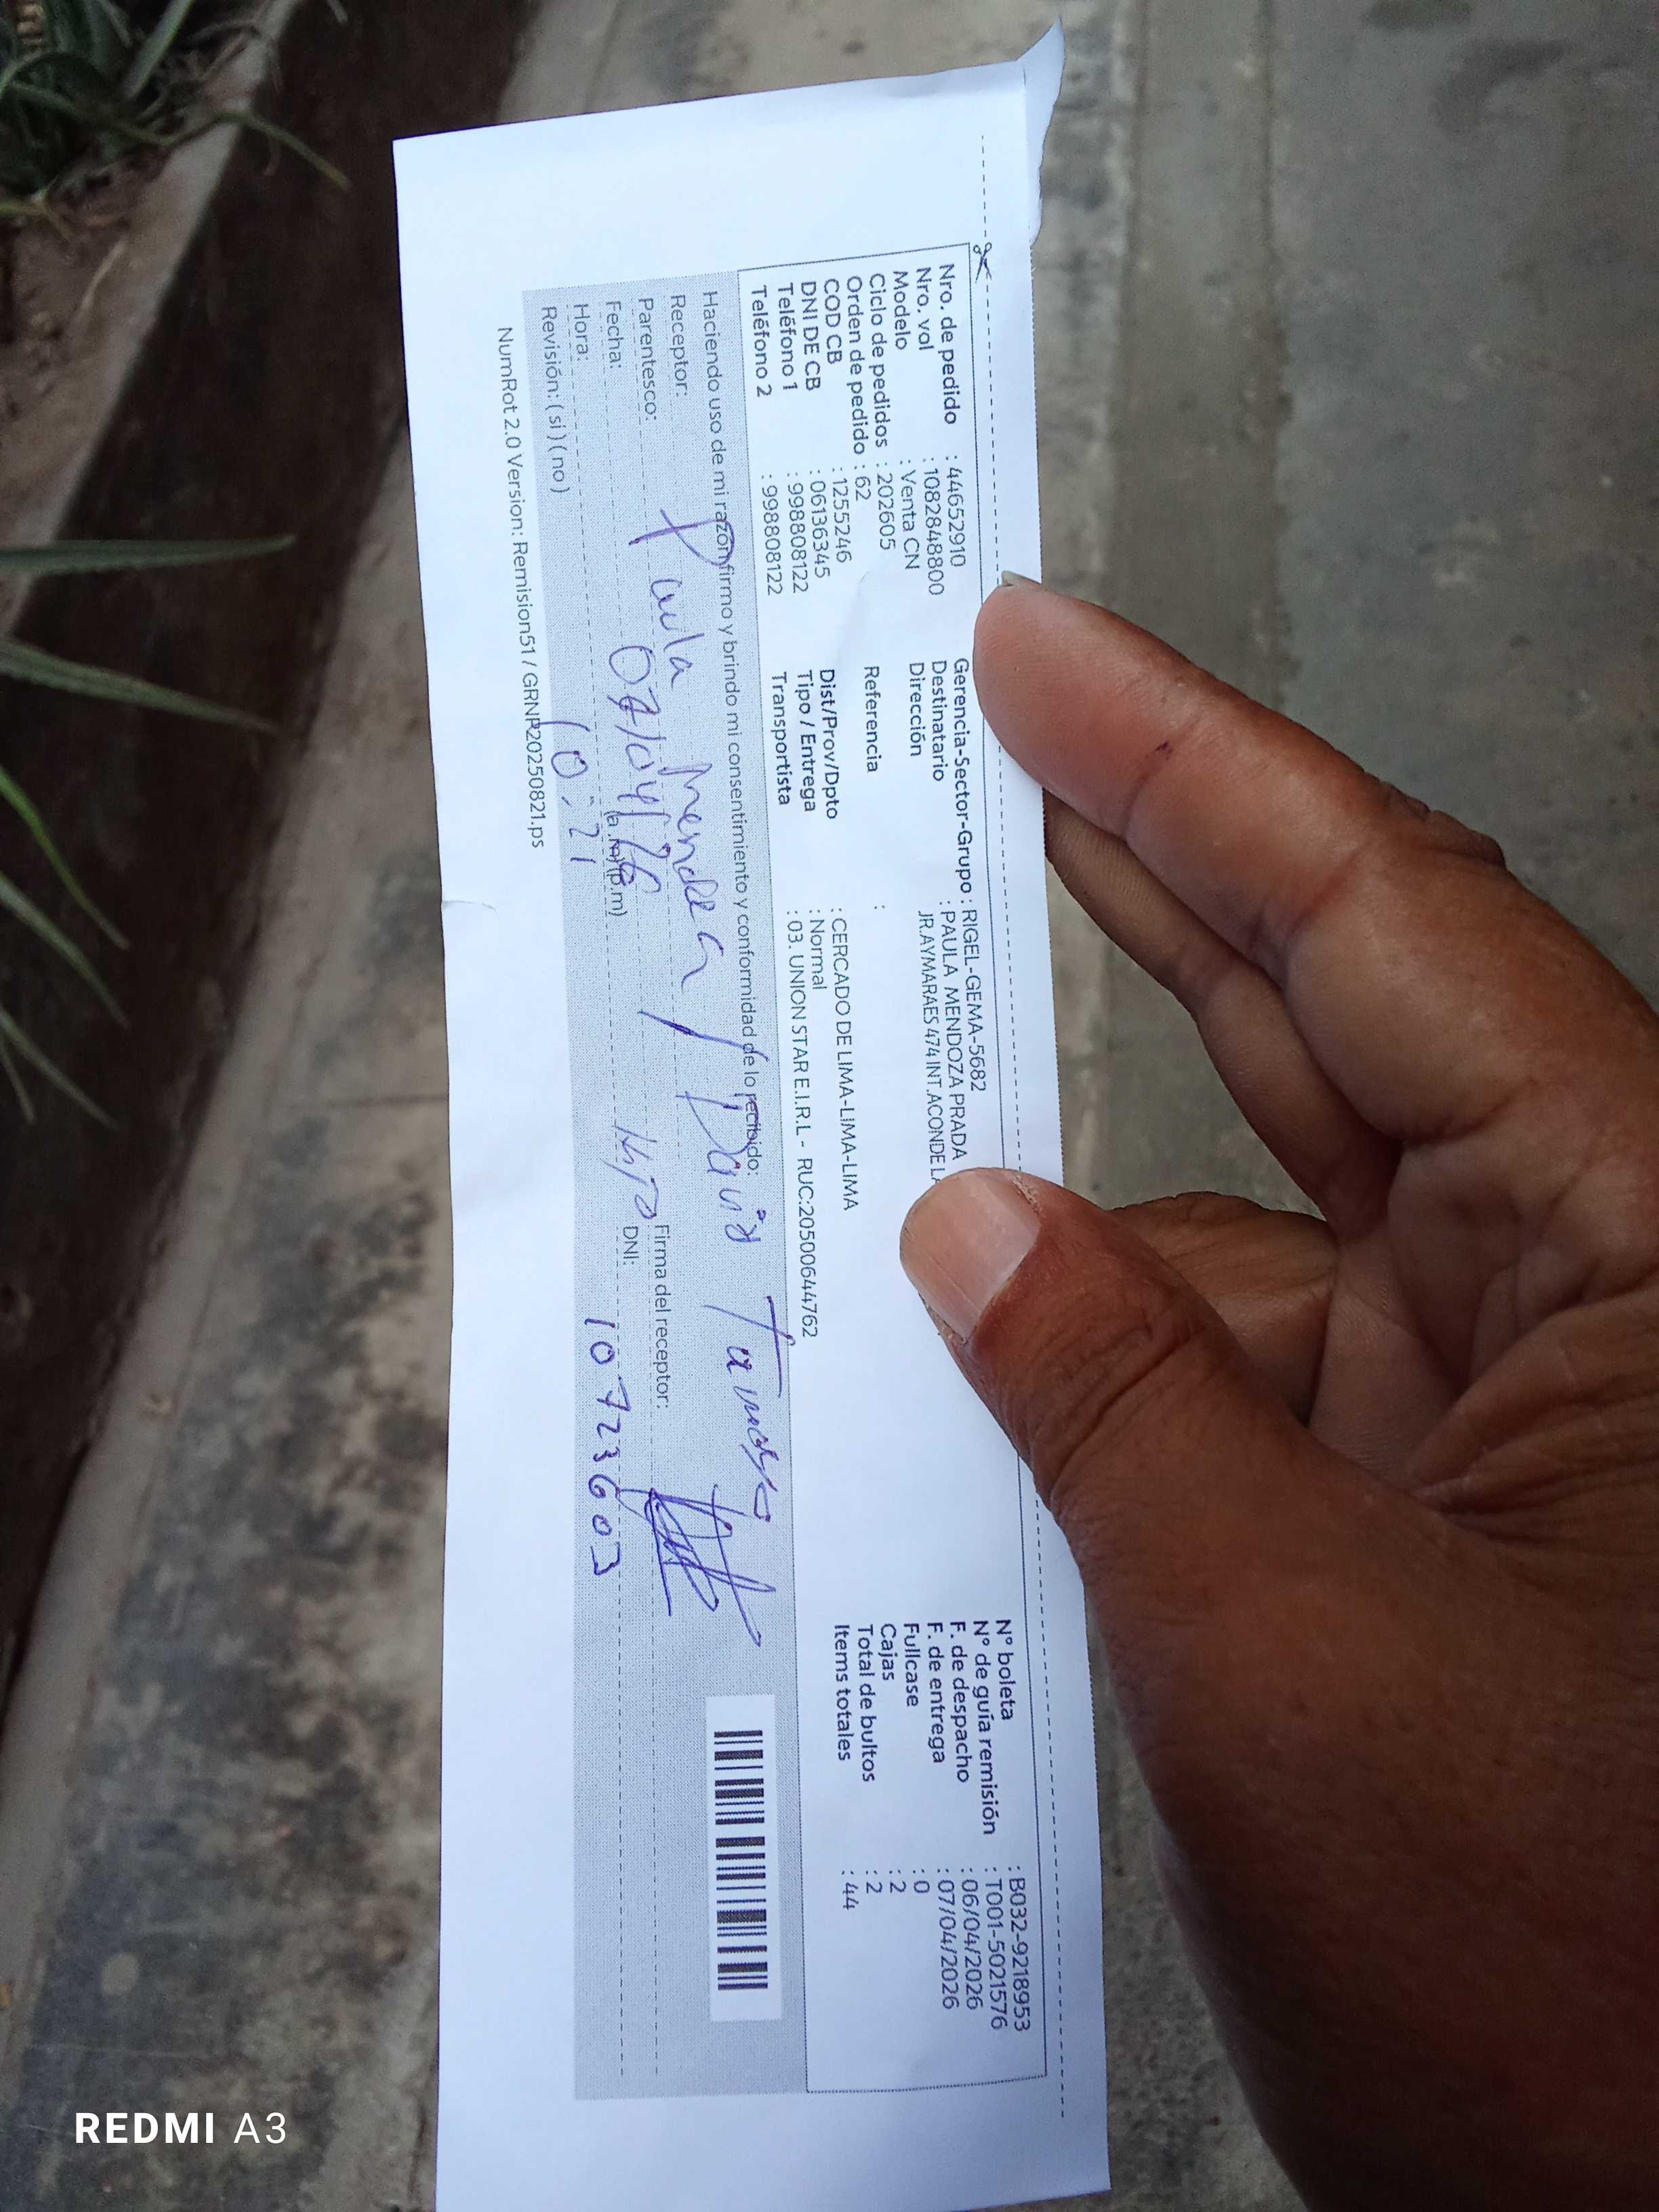 Nro. de pedido : 44652910 Gerencia-Sector-Grupo : RIGEL-GEMA-5682 N° boleta : B032-9218953
Nro. vol : 1082848800 Destinatario : PAULA MENDOZA PRADA N° de guía remisión : T001-5021576
Modelo : Venta CN Dirección JR.AYMARAES 474 INT.ACONDE F. de despacho : 06/04/2026
Ciclo de pedidos : 202605 F. de entrega : 07/04/2026
Orden de pedido : 62 Referencia : Fullcase : 0
COD CB : 1255246 Cajas : 2
DNI DE CB : 06136345 Dist/Prov/Dpto : CERCADO DE LIMA-LIMA-LIMA Total de bultos : 2
Teléfono 1 : 998808122 Tipo / Entrega : Normal Items totales : 44
Teléfono 2 : 998808122 Transportista : 03. UNION STAR E.I.R.L - RUC:20500644762
Haciendo uso de mi razón firmo y brindo mi consentimiento y conformidad de lo recibido:
Receptor: Paula / David
Parentesco: Firma del receptor:
Fecha: 07/04/26 DNI: 10723603
Hora: 10:21 (a.m) (p.m)
Revisión: ( si ) ( no )
NumRot 2.0 Version: Remision51 / GRNP20250821.ps
REDMI A3